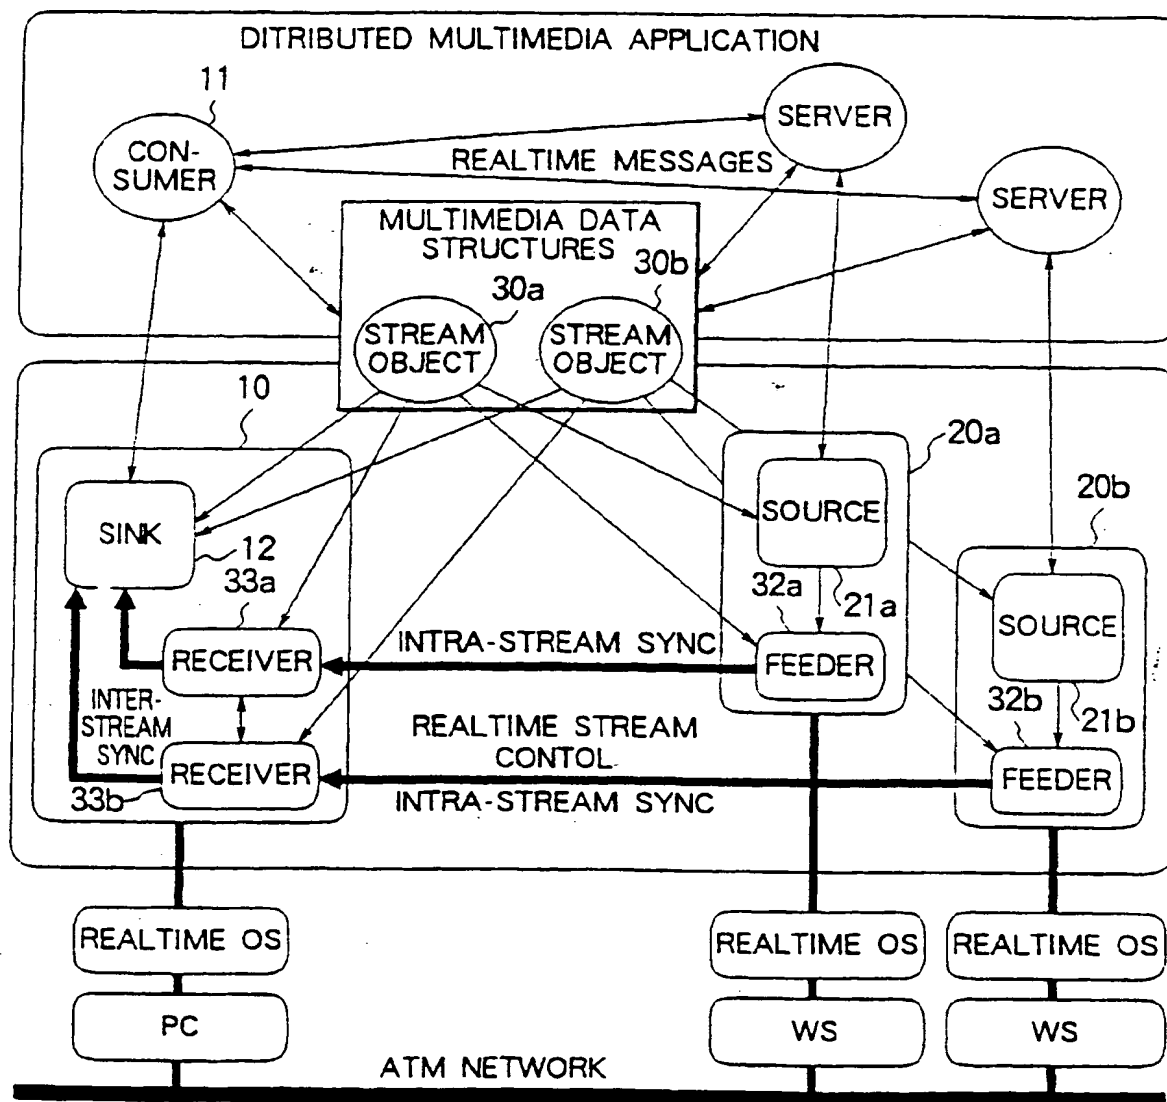 DITRIBUTED MULTIMEDIA APPLICATION
11
CON-
SUMER
SERVER
REALTIME MESSAGES
SERVER
MULTIMEDIA DATA
STRUCTURES
30a
30b
STREAM
OBJECT
STREAM
OBJECT
10
20a
20b
SINK
12
SOURCE
33a
32a
21a
SOURCE
RECEIVER
INTRA-STREAM SYNC
FEEDER
INTER-
STREAM
SYNC
REALTIME STREAM
CONTOL
32b
21b
RECEIVER
FEEDER
33b
INTRA-STREAM SYNC
REALTIME OS
REALTIME OS
REALTIME OS
PC
WS
WS
ATM NETWORK